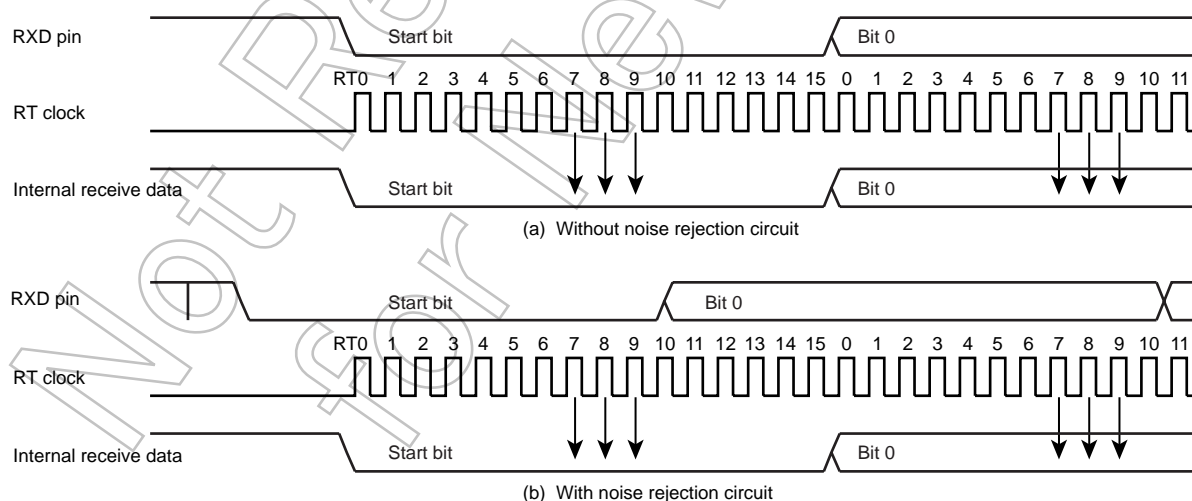 RXD pin
Start bit
Bit 0
RT0 1 2 3 4 5 6 7 8 9 10 11 12 13 14 15 0 1 2 3 4 5 6 7 8 9 10 11
RT clock
Internal receive data
Start bit
Bit 0
(a) Without noise rejection circuit
RXD pin
Start bit
Bit 0
RT0 1 2 3 4 5 6 7 8 9 10 11 12 13 14 15 0 1 2 3 4 5 6 7 8 9 10 11
RT clock
Internal receive data
Start bit
Bit 0
(b) With noise rejection circuit
Not Re
for Ne